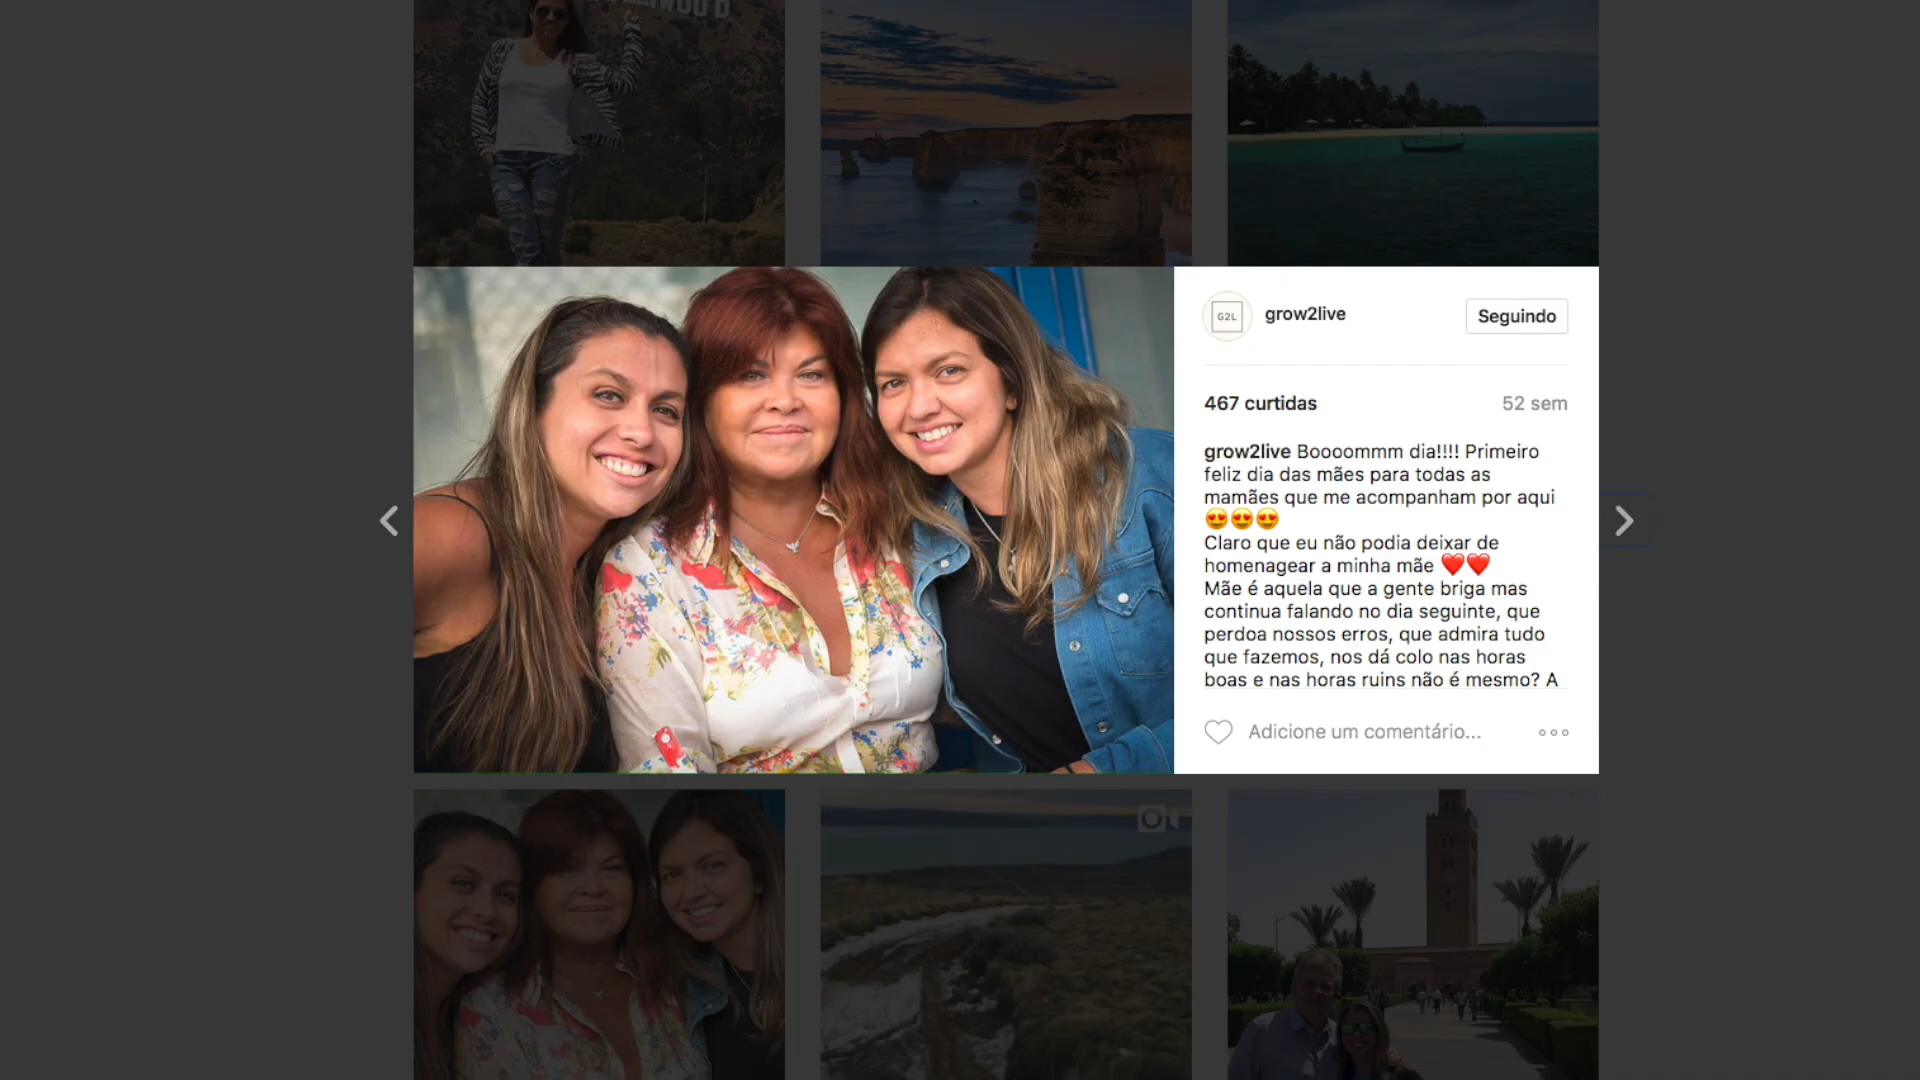 HOLLYWOOD
G2L
grow2live
Seguindo
467 curtidas
52 sem
grow2live Boooommm dia!!!! Primeiro
feliz dia das mães para todas as
mamães que me acompanham por aqui
😍😍😍
Claro que eu não podia deixar de
homenagear a minha mãe ❤️❤️
Mãe é aquela que a gente briga mas
continua falando no dia seguinte, que
perdoa nossos erros, que admira tudo
que fazemos, nos dá colo nas horas
boas e nas horas ruins não é mesmo? A
Adicione um comentário...